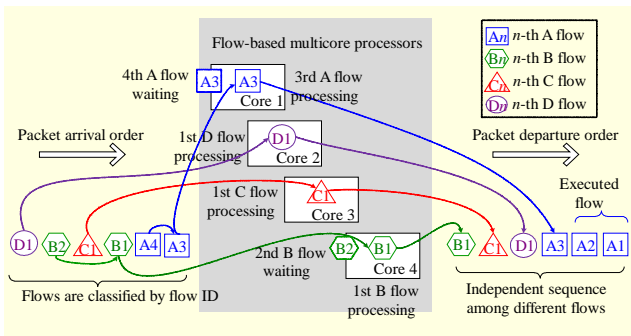 Flow-based multicore processors
An n-th A flow
Bn n-th B flow
Cn n-th C flow
Dn n-th D flow
4th A flow
waiting
A3
A3
Core 1
3rd A flow
processing
Packet arrival order
1st D flow
processing
D1
Core 2
Packet departure order
1st C flow
processing
C1
Core 3
Executed
flow
D1
B2
C1
B1
A4
A3
2nd B flow
waiting
B2
B1
Core 4
B1
C1
D1
A3
A2
A1
Flows are classified by flow ID
1st B flow
processing
Independent sequence
among different flows